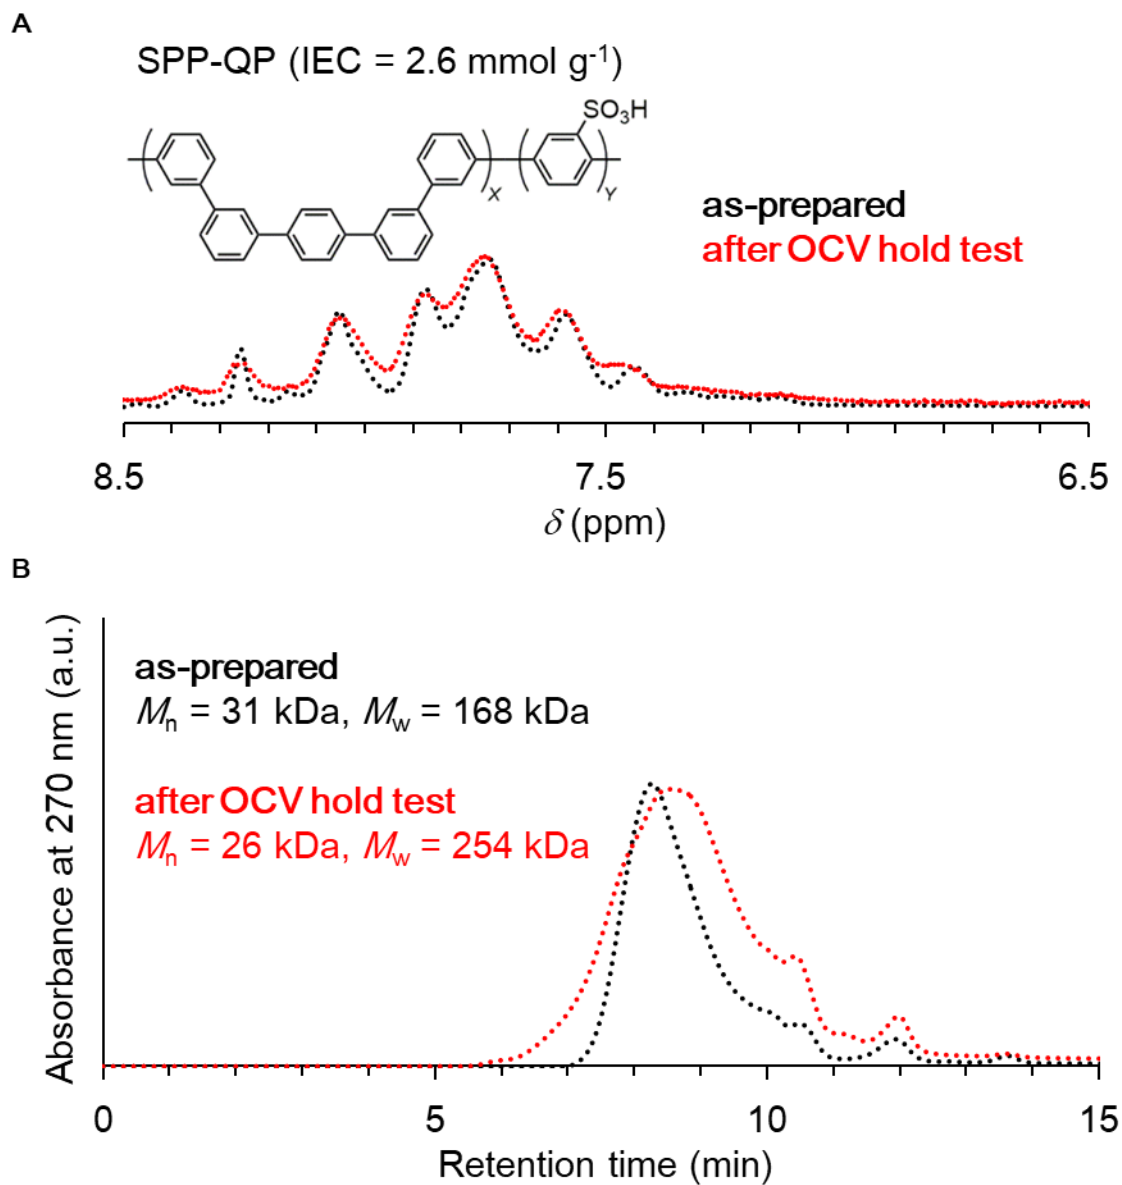 A
SPP-QP (IEC = 2.6 mmol g⁻¹)
SO₃H
X
Y
as-prepared
after OCV hold test
8.5 7.5 6.5
δ (ppm)
B
Absorbance at 270 nm (a.u.)
as-prepared
Mn = 31 kDa, Mw = 168 kDa
after OCV hold test
Mn = 26 kDa, Mw = 254 kDa
0 5 10 15
Retention time (min)